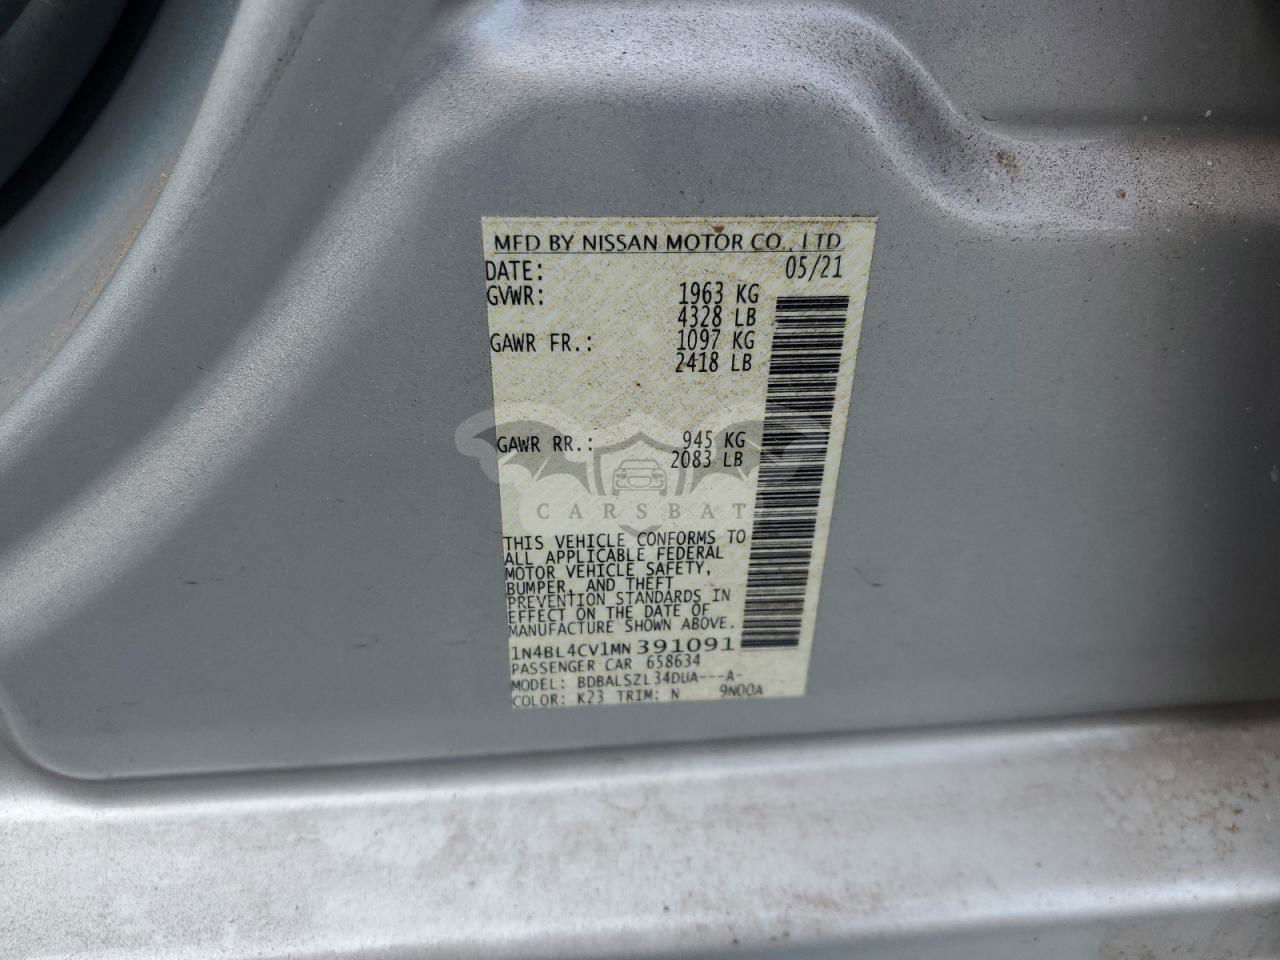 MFD BY NISSAN MOTOR CO., LTD
DATE: 05/21
GVWR: 1963 KG
4328 LB
GAWR FR.: 1097 KG
2418 LB
GAWR RR.: 945 KG
2083 LB
CARSBAT
THIS VEHICLE CONFORMS TO
ALL APPLICABLE FEDERAL
MOTOR VEHICLE SAFETY,
BUMPER, AND THEFT
PREVENTION STANDARDS IN
EFFECT ON THE DATE OF
MANUFACTURE SHOWN ABOVE.
1N4BL4CV1MN391091
PASSENGER CAR 658634
MODEL: BDBALSZL34DUA---A-
COLOR: K23 TRIM: N 9N00A